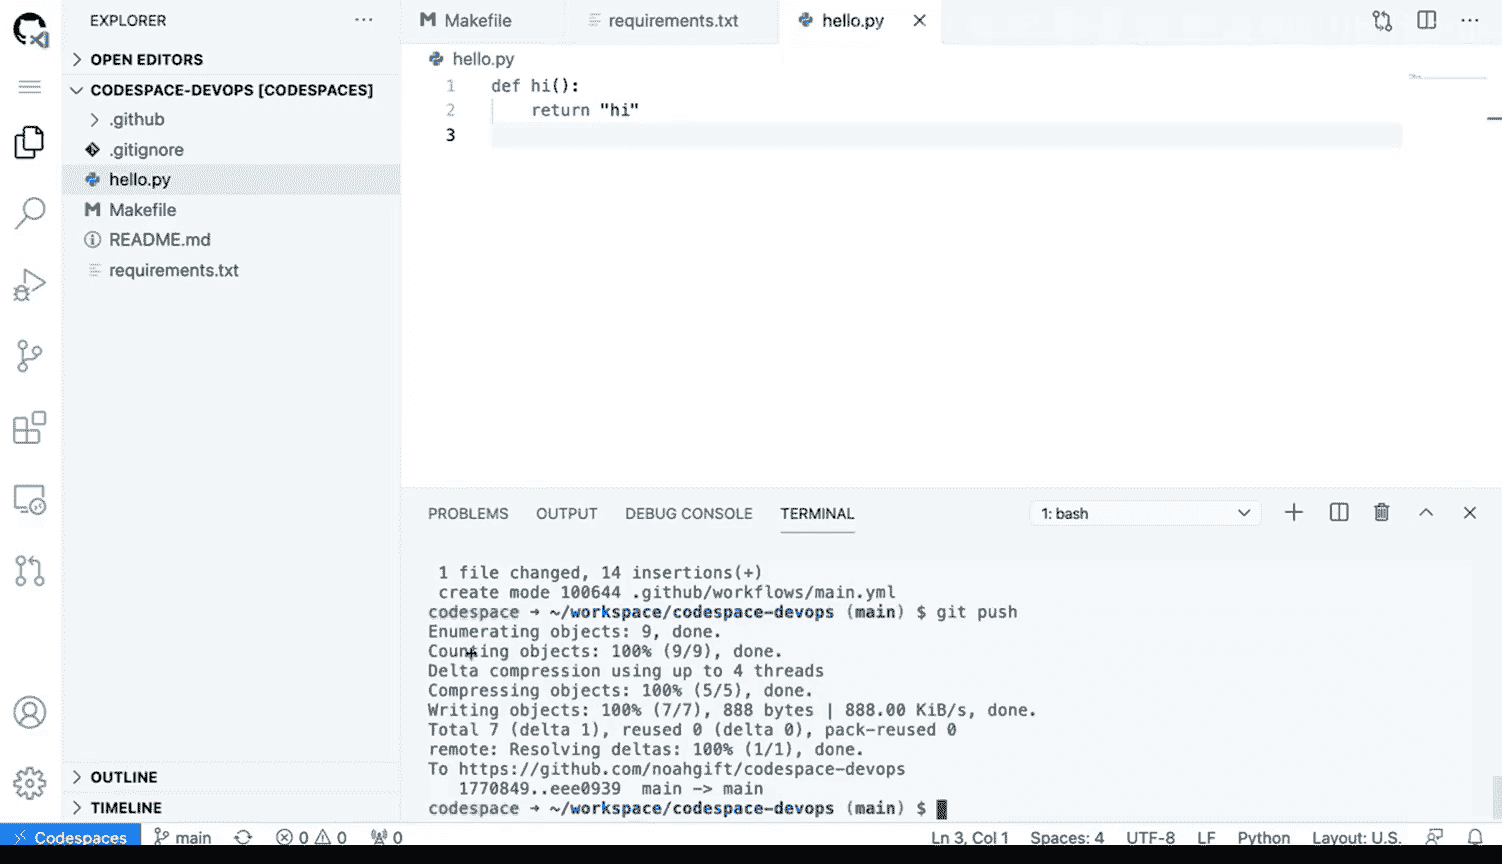 EXPLORER
OPEN EDITORS
CODESPACE-DEVOPS [CODESPACES]
.github
.gitignore
hello.py
Makefile
README.md
requirements.txt
OUTLINE
TIMELINE
Makefile requirements.txt hello.py
hello.py
1 def hi():
2 return "hi"
3
PROBLEMS OUTPUT DEBUG CONSOLE TERMINAL 1: bash
1 file changed, 14 insertions(+)
create mode 100644 .github/workflows/main.yml
codespace → ~/workspace/codespace-devops (main) $ git push
Enumerating objects: 9, done.
Counting objects: 100% (9/9), done.
Delta compression using up to 4 threads
Compressing objects: 100% (5/5), done.
Writing objects: 100% (7/7), 888 bytes | 888.00 KiB/s, done.
Total 7 (delta 1), reused 0 (delta 0), pack-reused 0
remote: Resolving deltas: 100% (1/1), done.
To https://github.com/noahgift/codespace-devops
1770849..eee0939 main -> main
codespace → ~/workspace/codespace-devops (main) $
Codespaces main 0 0 0 Ln 3, Col 1 Spaces: 4 UTF-8 LF Python Layout: U.S.